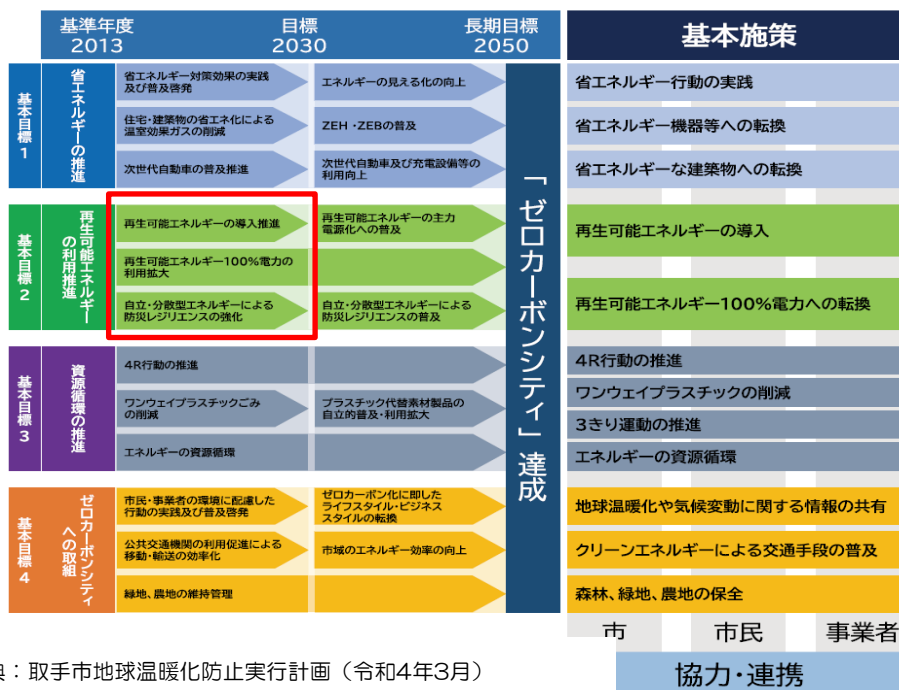 基準年度
2013
目標
2030
長期目標
2050
基本施策
基本目標1
省エネルギーの推進
省エネルギー対策効果の実践
及び普及啓発
エネルギーの見える化の向上
住宅・建築物の省エネ化による
温室効果ガスの削減
ZEH・ZEBの普及
次世代自動車の普及推進
次世代自動車及び充電設備等の
利用向上
省エネルギー行動の実践
省エネルギー機器等への転換
省エネルギーな建築物への転換
基本目標2
再生可能エネルギー
の利用推進
再生可能エネルギーの導入推進
再生可能エネルギーの主力
電源化への普及
再生可能エネルギー100%電力の
利用拡大
自立・分散型エネルギーによる
防災レジリエンスの強化
自立・分散型エネルギーによる
防災レジリエンスの普及
再生可能エネルギーの導入
再生可能エネルギー100%電力への転換
基本目標3
資源循環の推進
4R行動の推進
ワンウェイプラスチックごみ
の削減
プラスチック代替素材製品の
自立的普及・利用拡大
エネルギーの資源循環
4R行動の推進
ワンウェイプラスチックの削減
3きり運動の推進
エネルギーの資源循環
基本目標4
ゼロカーボンシティ
への取組
市民・事業者の環境に配慮した
行動の実践及び普及啓発
ゼロカーボン化に即した
ライフスタイル・ビジネス
スタイルの転換
公共交通機関の利用促進による
移動・輸送の効率化
市域のエネルギー効率の向上
緑地、農地の維持管理
「ゼロカーボンシティ」達成
地球温暖化や気候変動に関する情報の共有
クリーンエネルギーによる交通手段の普及
森林、緑地、農地の保全
市
市民
事業者
協力・連携
：取手市地球温暖化防止実行計画（令和4年3月）